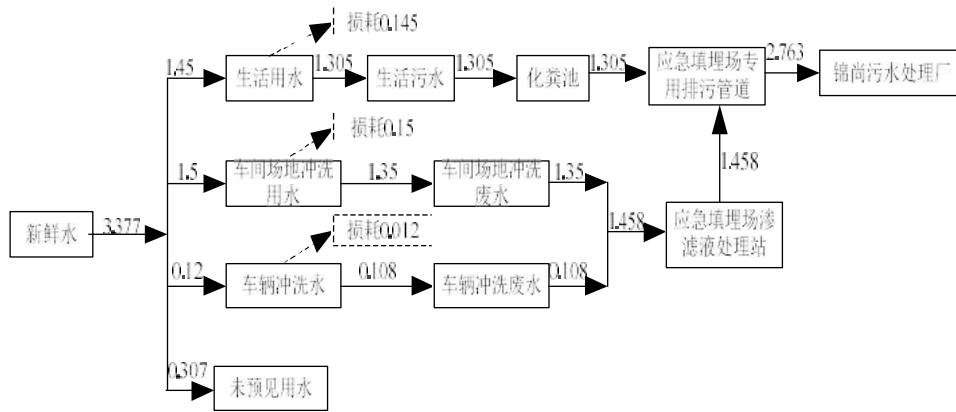 损耗0.145
1.45
生活用水
1.305
生活污水
1.305
化粪池
1.305
应急填埋场专
用排污管道
2.763
锦尚污水处理厂
损耗0.15
1.5
车间场地冲洗
用水
1.35
车间场地冲洗
废水
1.35
1.458
新鲜水
3.377
损耗0.012
1.458
应急填埋场渗
滤液处理站
0.12
车辆冲洗水
0.108
车辆冲洗废水
0.108
0.307
未预见用水